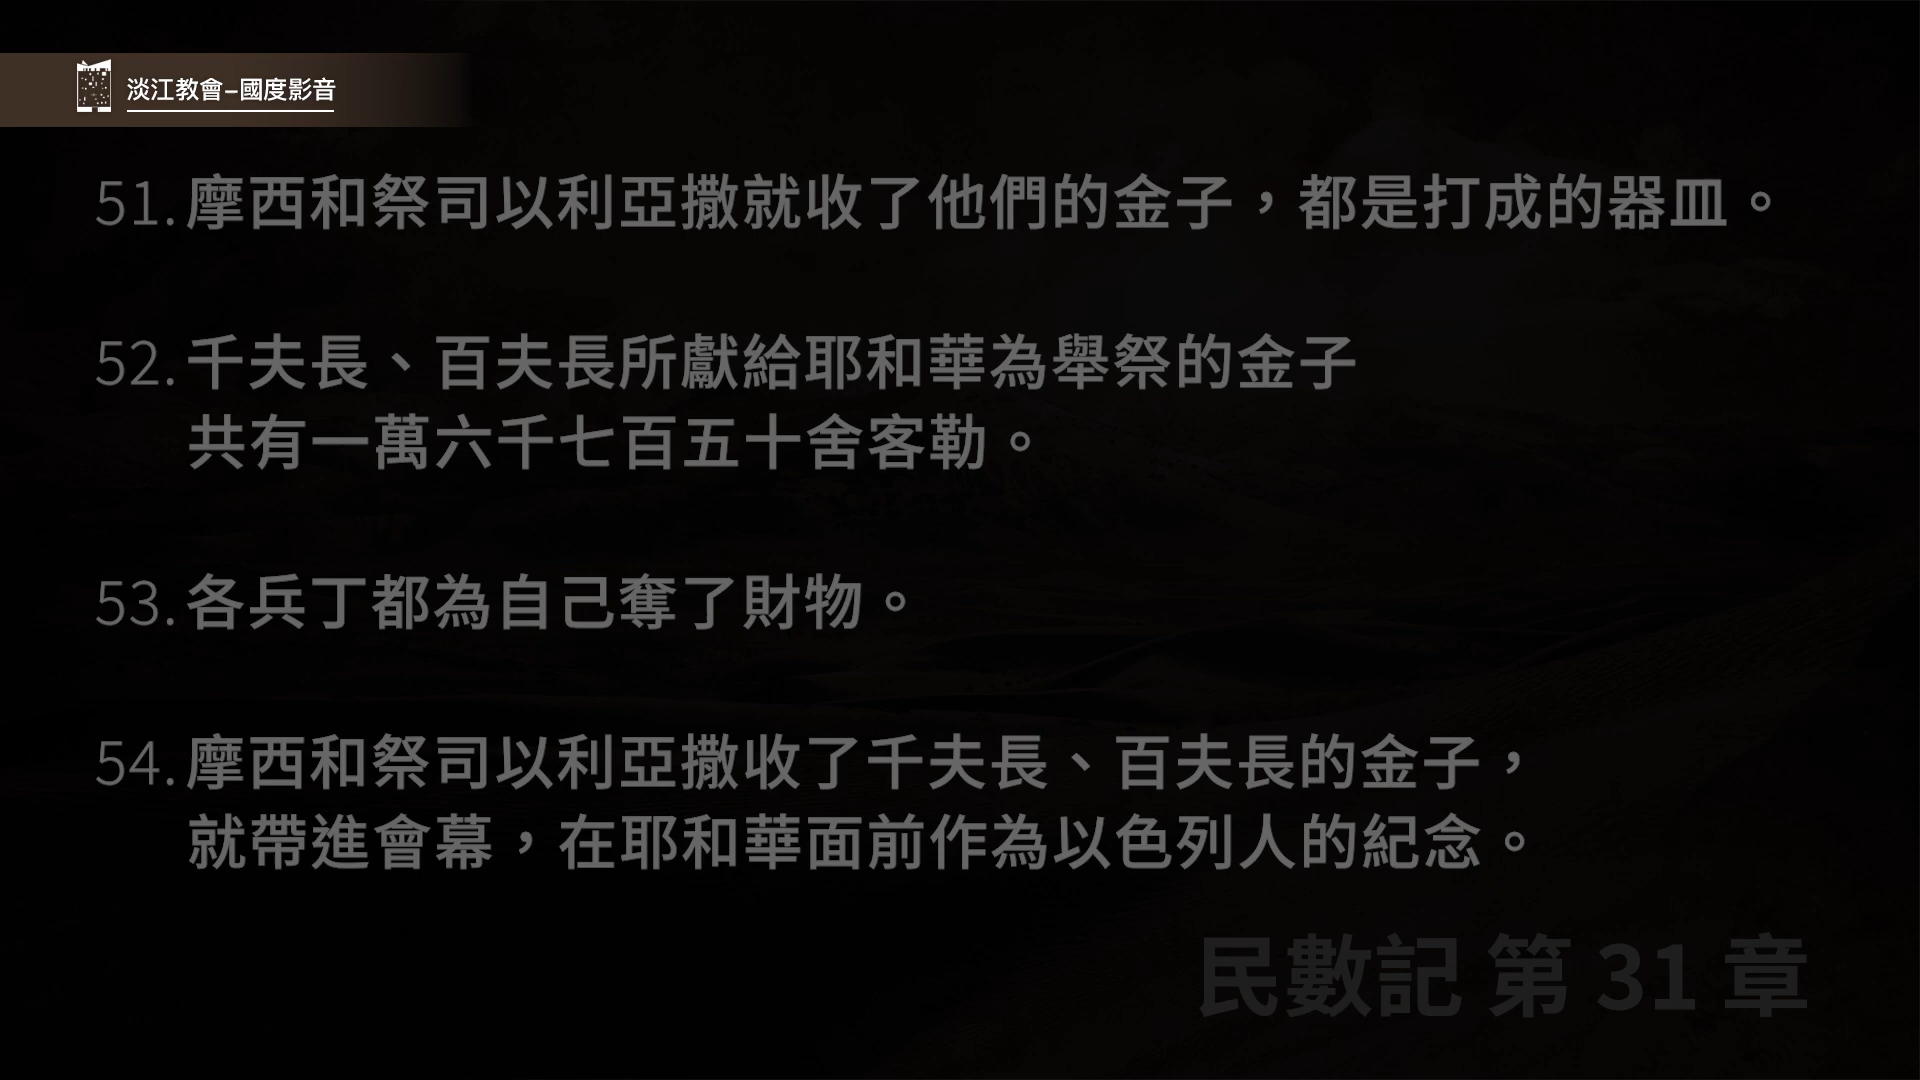 淡江教會–國度影音
51.摩西和祭司以利亞撒就收了他們的金子，都是打成的器皿。
52.千夫長、百夫長所獻給耶和華為舉祭的金子
共有一萬六千七百五十舍客勒。
53.各兵丁都為自己奪了財物。
54.摩西和祭司以利亞撒收了千夫長、百夫長的金子，
就帶進會幕，在耶和華面前作為以色列人的紀念。
民數記 第 31 章